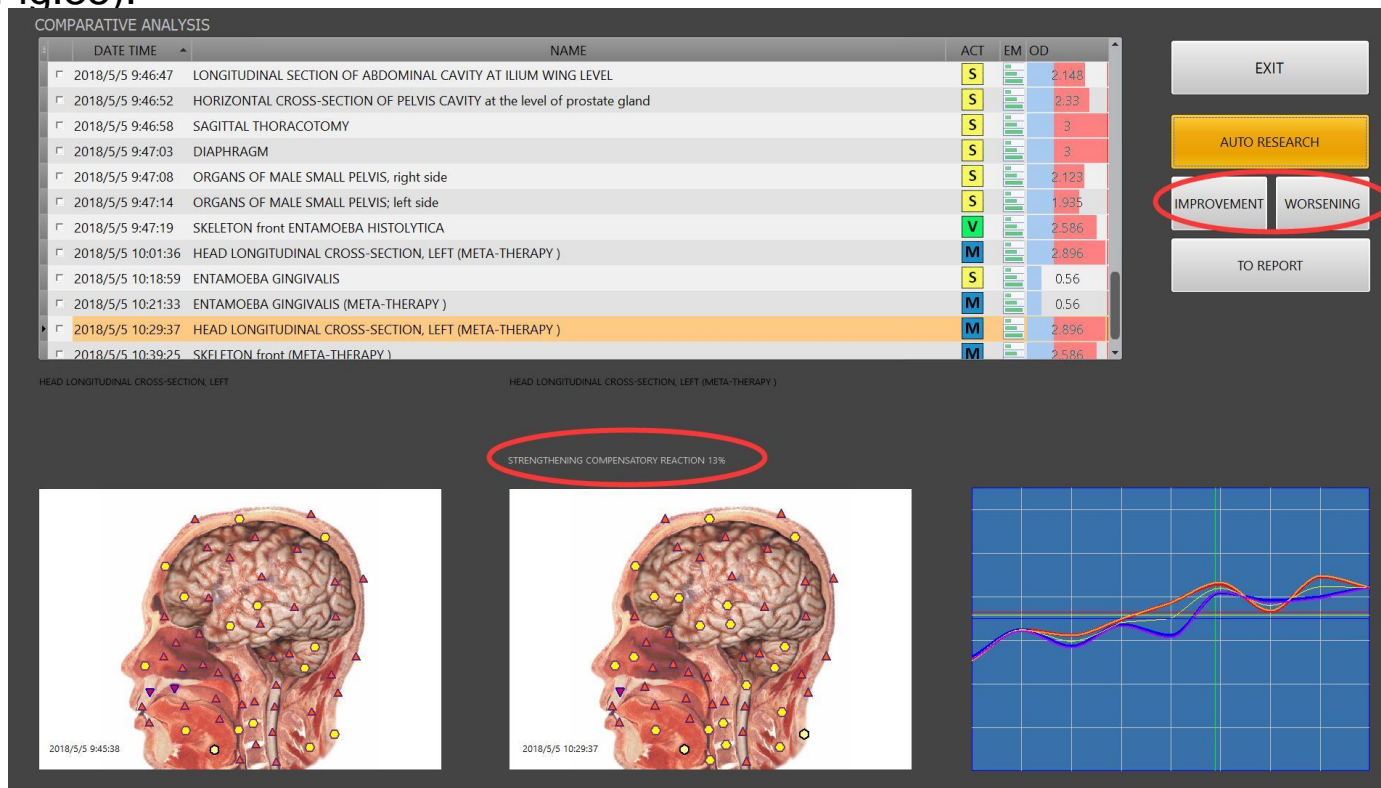 COMPARATIVE ANALYSIS
DATE TIME NAME ACT EM OD
2018/5/5 9:46:47 LONGITUDINAL SECTION OF ABDOMINAL CAVITY AT ILIUM WING LEVEL S 2.148
2018/5/5 9:46:52 HORIZONTAL CROSS-SECTION OF PELVIS CAVITY at the level of prostate gland S 2.33
2018/5/5 9:46:58 SAGITTAL THORACOTOMY S 3
2018/5/5 9:47:03 DIAPHRAGM S 3
2018/5/5 9:47:08 ORGANS OF MALE SMALL PELVIS, right side S 2.123
2018/5/5 9:47:14 ORGANS OF MALE SMALL PELVIS; left side S 1.935
2018/5/5 9:47:19 SKELETON front ENTAMOEBA HISTOLYTICA V 2.586
2018/5/5 10:01:36 HEAD LONGITUDINAL CROSS-SECTION, LEFT (META-THERAPY ) M 2.896
2018/5/5 10:18:59 ENTAMOEBA GINGIVALIS S 0.56
2018/5/5 10:21:33 ENTAMOEBA GINGIVALIS (META-THERAPY ) M 0.56
2018/5/5 10:29:37 HEAD LONGITUDINAL CROSS-SECTION, LEFT (META-THERAPY ) M 2.896
2018/5/5 10:39:25 SKELETON front (META-THERAPY ) M 2.586
EXIT
AUTO RESEARCH
IMPROVEMENT WORSENING
TO REPORT
HEAD LONGITUDINAL CROSS-SECTION, LEFT
HEAD LONGITUDINAL CROSS-SECTION, LEFT (META-THERAPY )
STRENGTHENING COMPENSATORY REACTION 13%
2018/5/5 9:45:38
2018/5/5 10:29:37